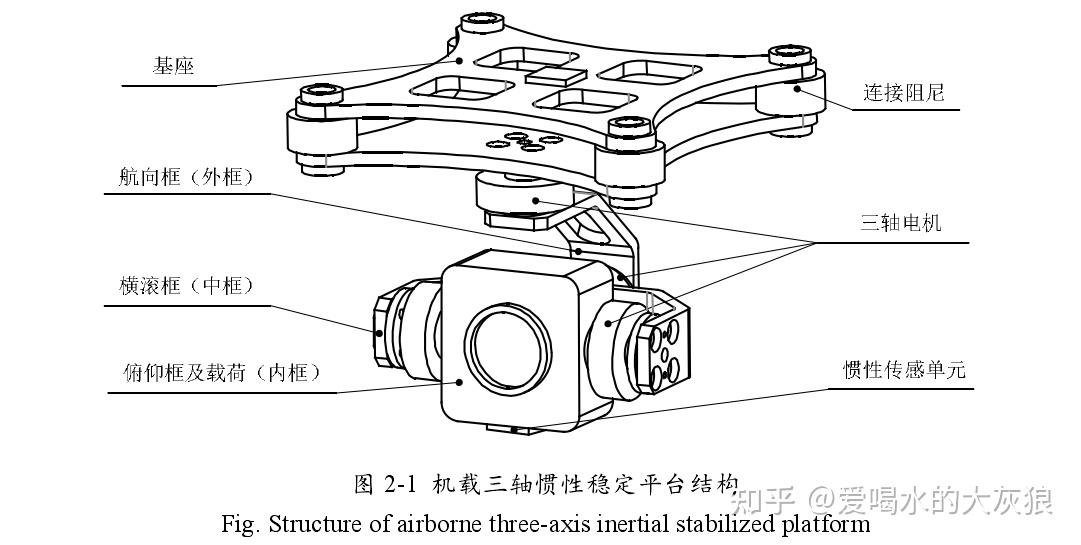 基座
连接阻尼
航向框（外框）
三轴电机
横滚框（中框）
俯仰框及载荷（内框）
惯性传感单元
图 2-1 机载三轴惯性稳定平台结构
知乎 @爱喝水的大灰狼
Fig. Structure of airborne three-axis inertial stabilized platform